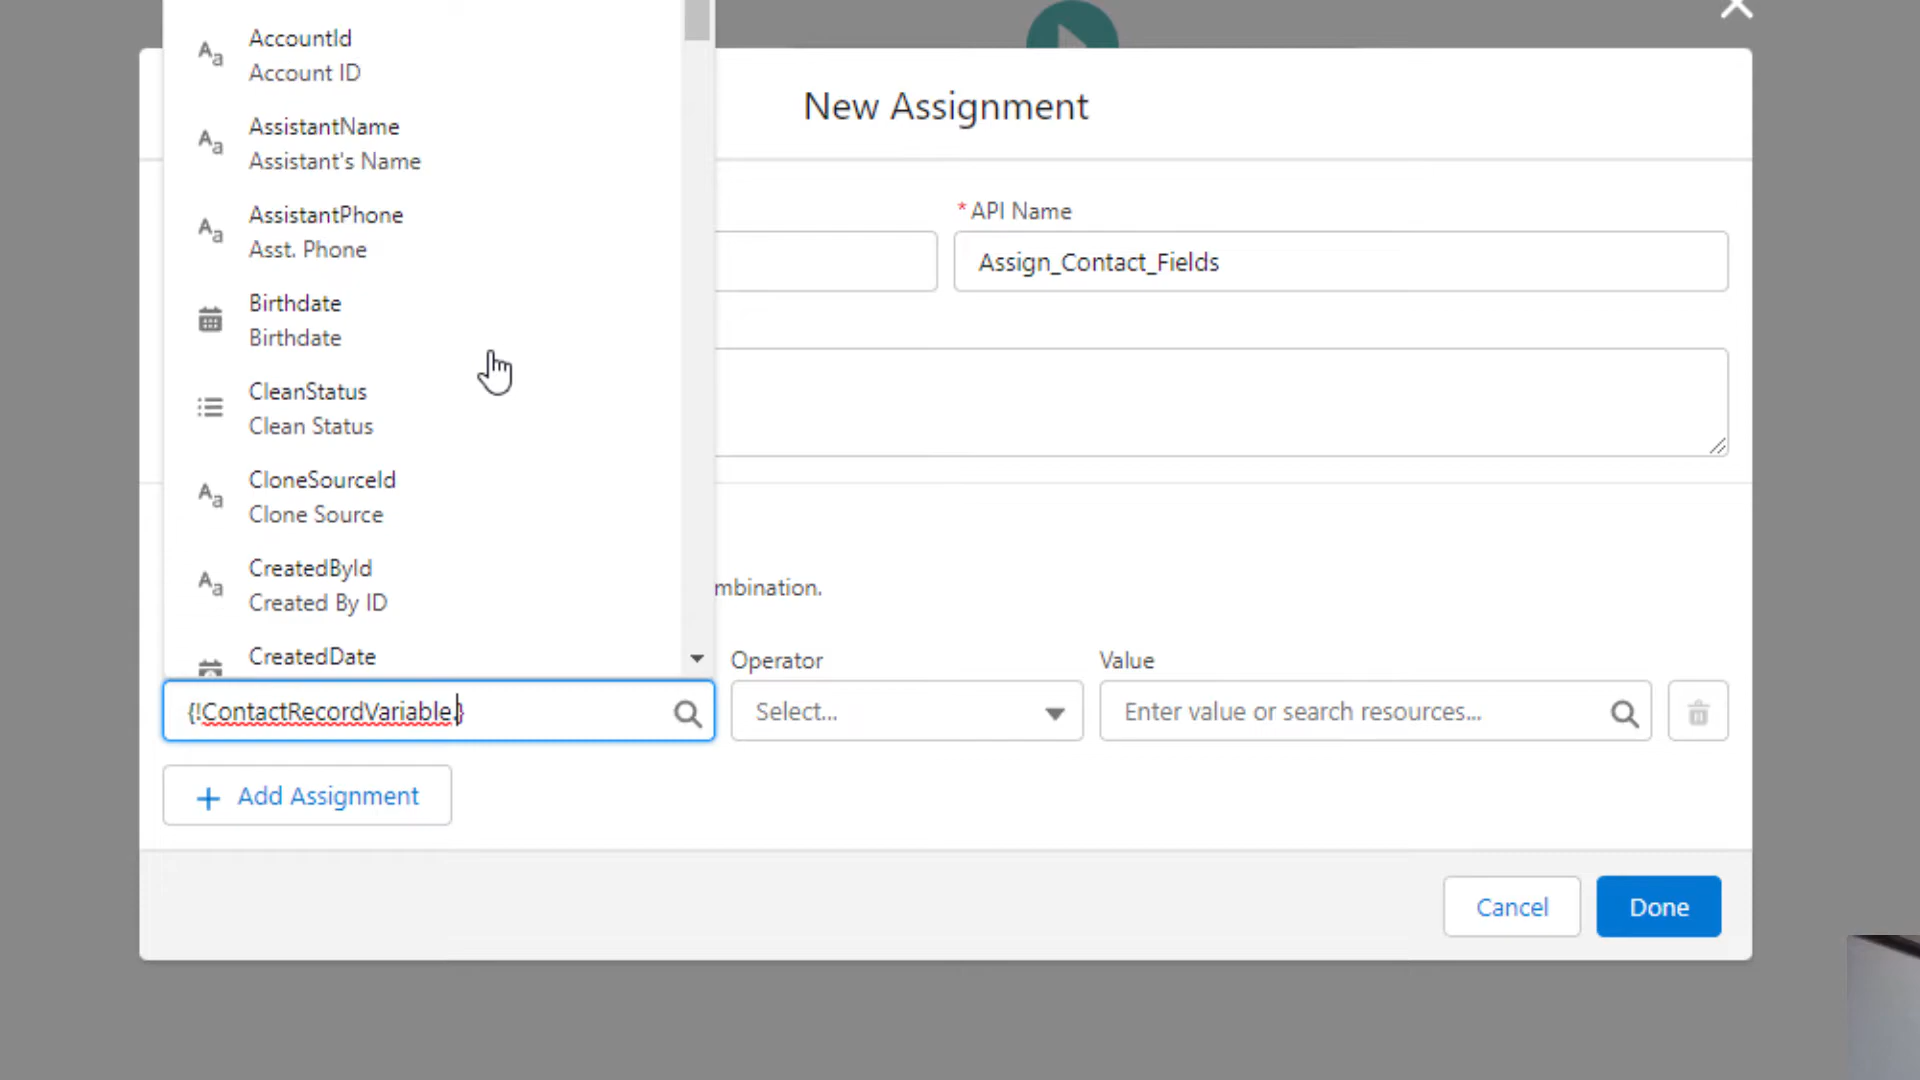 AccountId
Account ID
AssistantName
Assistant's Name
AssistantPhone
Asst. Phone
Birthdate
Birthdate
CleanStatus
Clean Status
CloneSourceId
Clone Source
CreatedById
Created By ID
CreatedDate
New Assignment
*API Name
Assign_Contact_Fields
mbination.
Operator
Value
{!ContactRecordVariable.}
Select...
Enter value or search resources...
+ Add Assignment
Cancel
Done